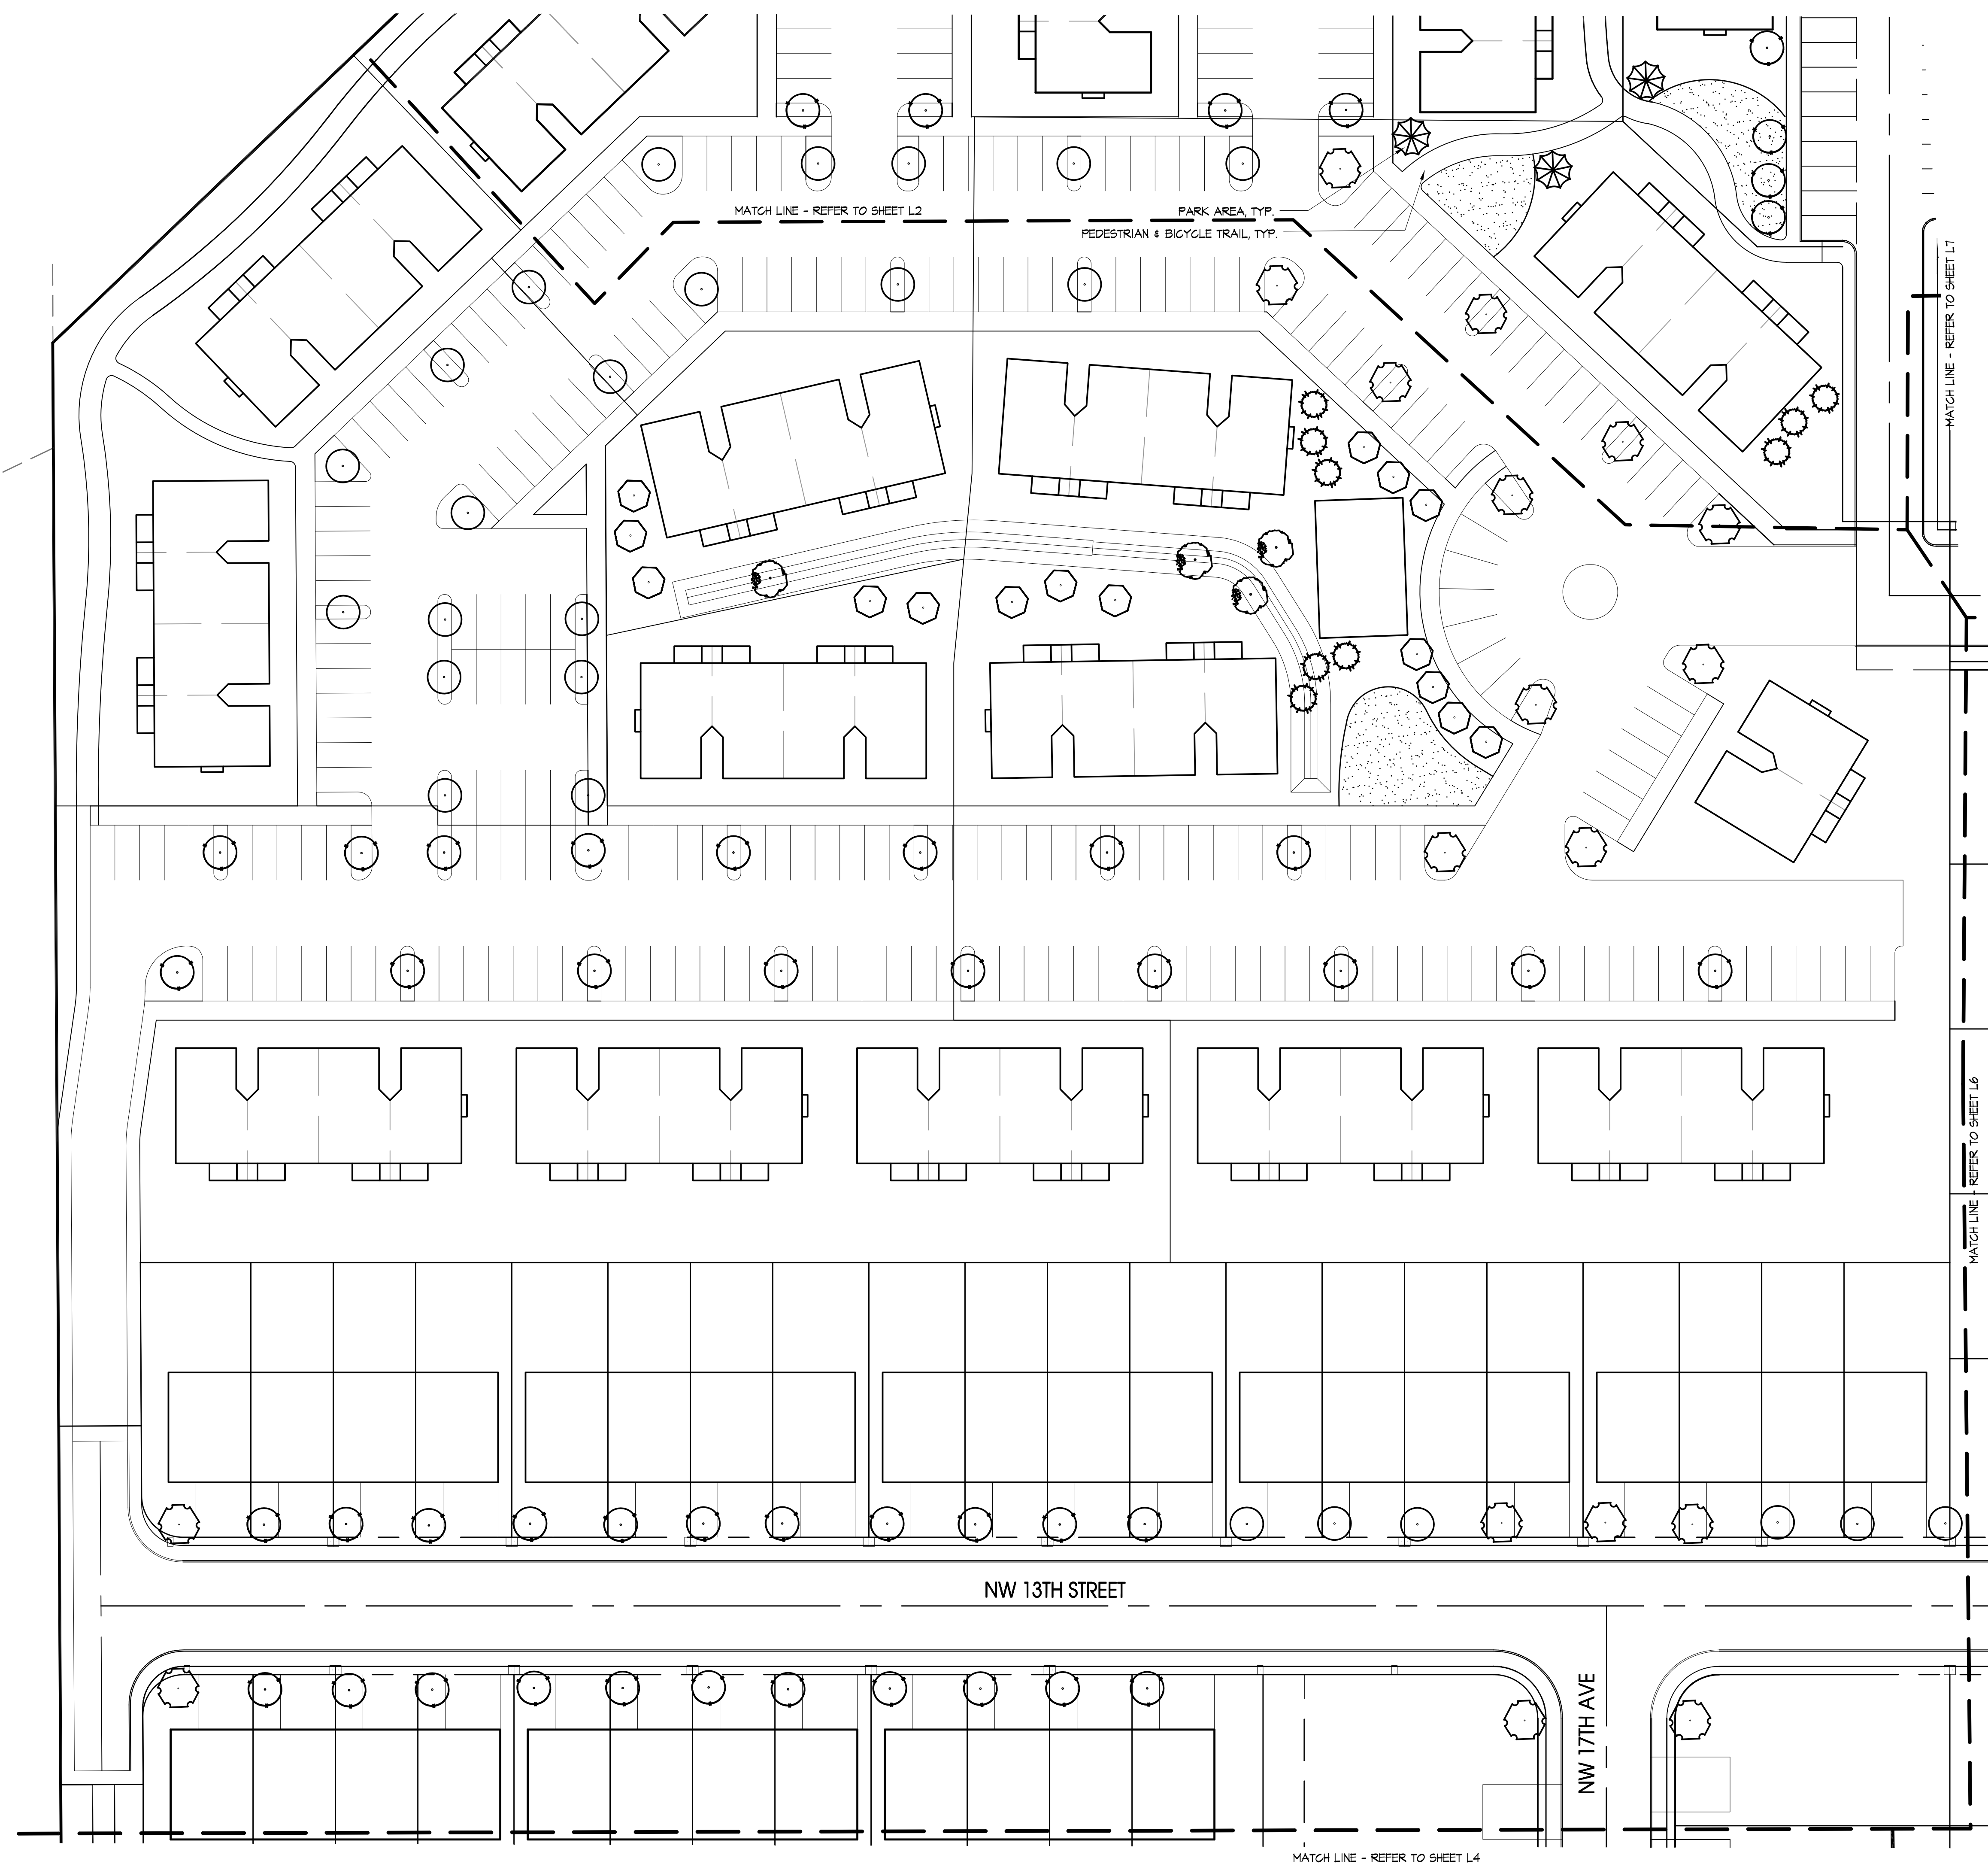 MATCH LINE - REFER TO SHEET L2
PARK AREA, TYP.
PEDESTRIAN & BICYCLE TRAIL, TYP.
MATCH LINE - REFER TO SHEET L7
MATCH LINE - REFER TO SHEET L6
NW 13TH STREET
NW 17TH AVE
MATCH LINE - REFER TO SHEET L4